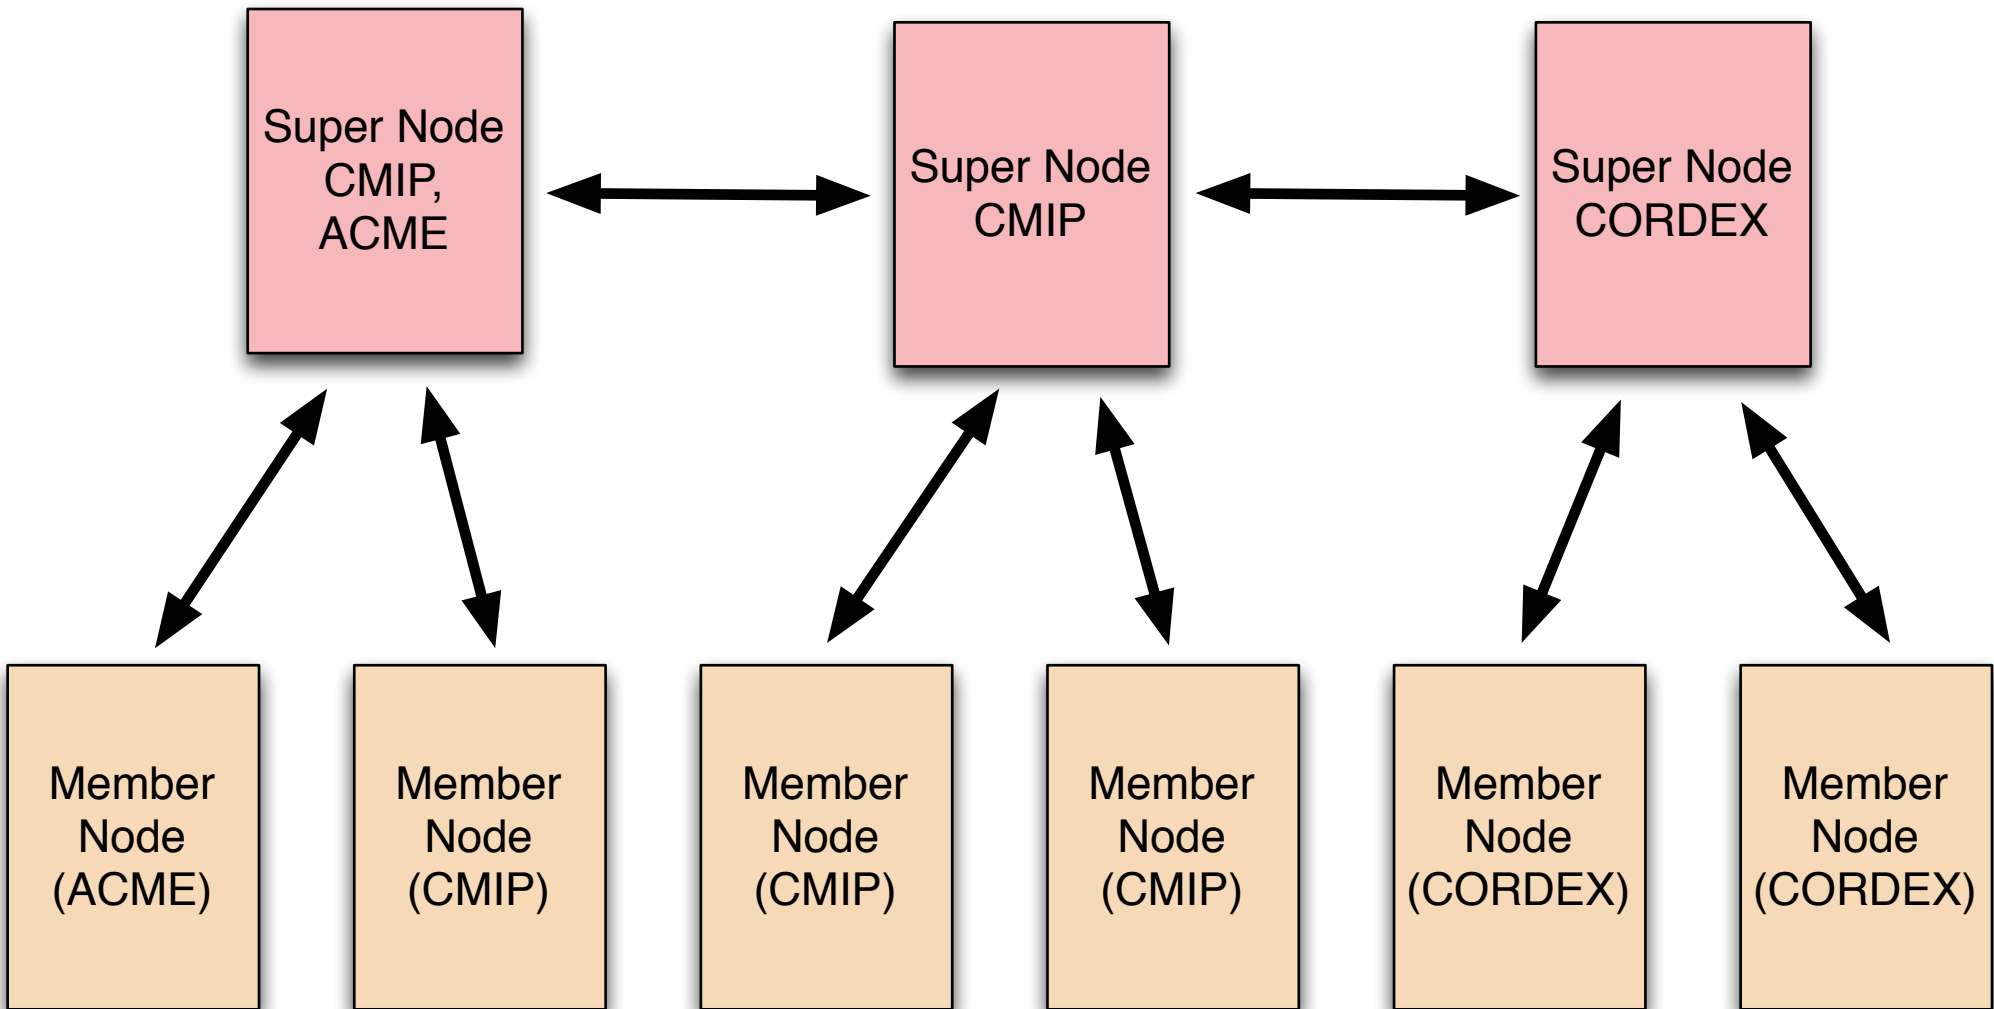 Super Node
CMIP,
ACME
Super Node
CMIP
Super Node
CORDEX
Member
Node
(ACME)
Member
Node
(CMIP)
Member
Node
(CMIP)
Member
Node
(CMIP)
Member
Node
(CORDEX)
Member
Node
(CORDEX)